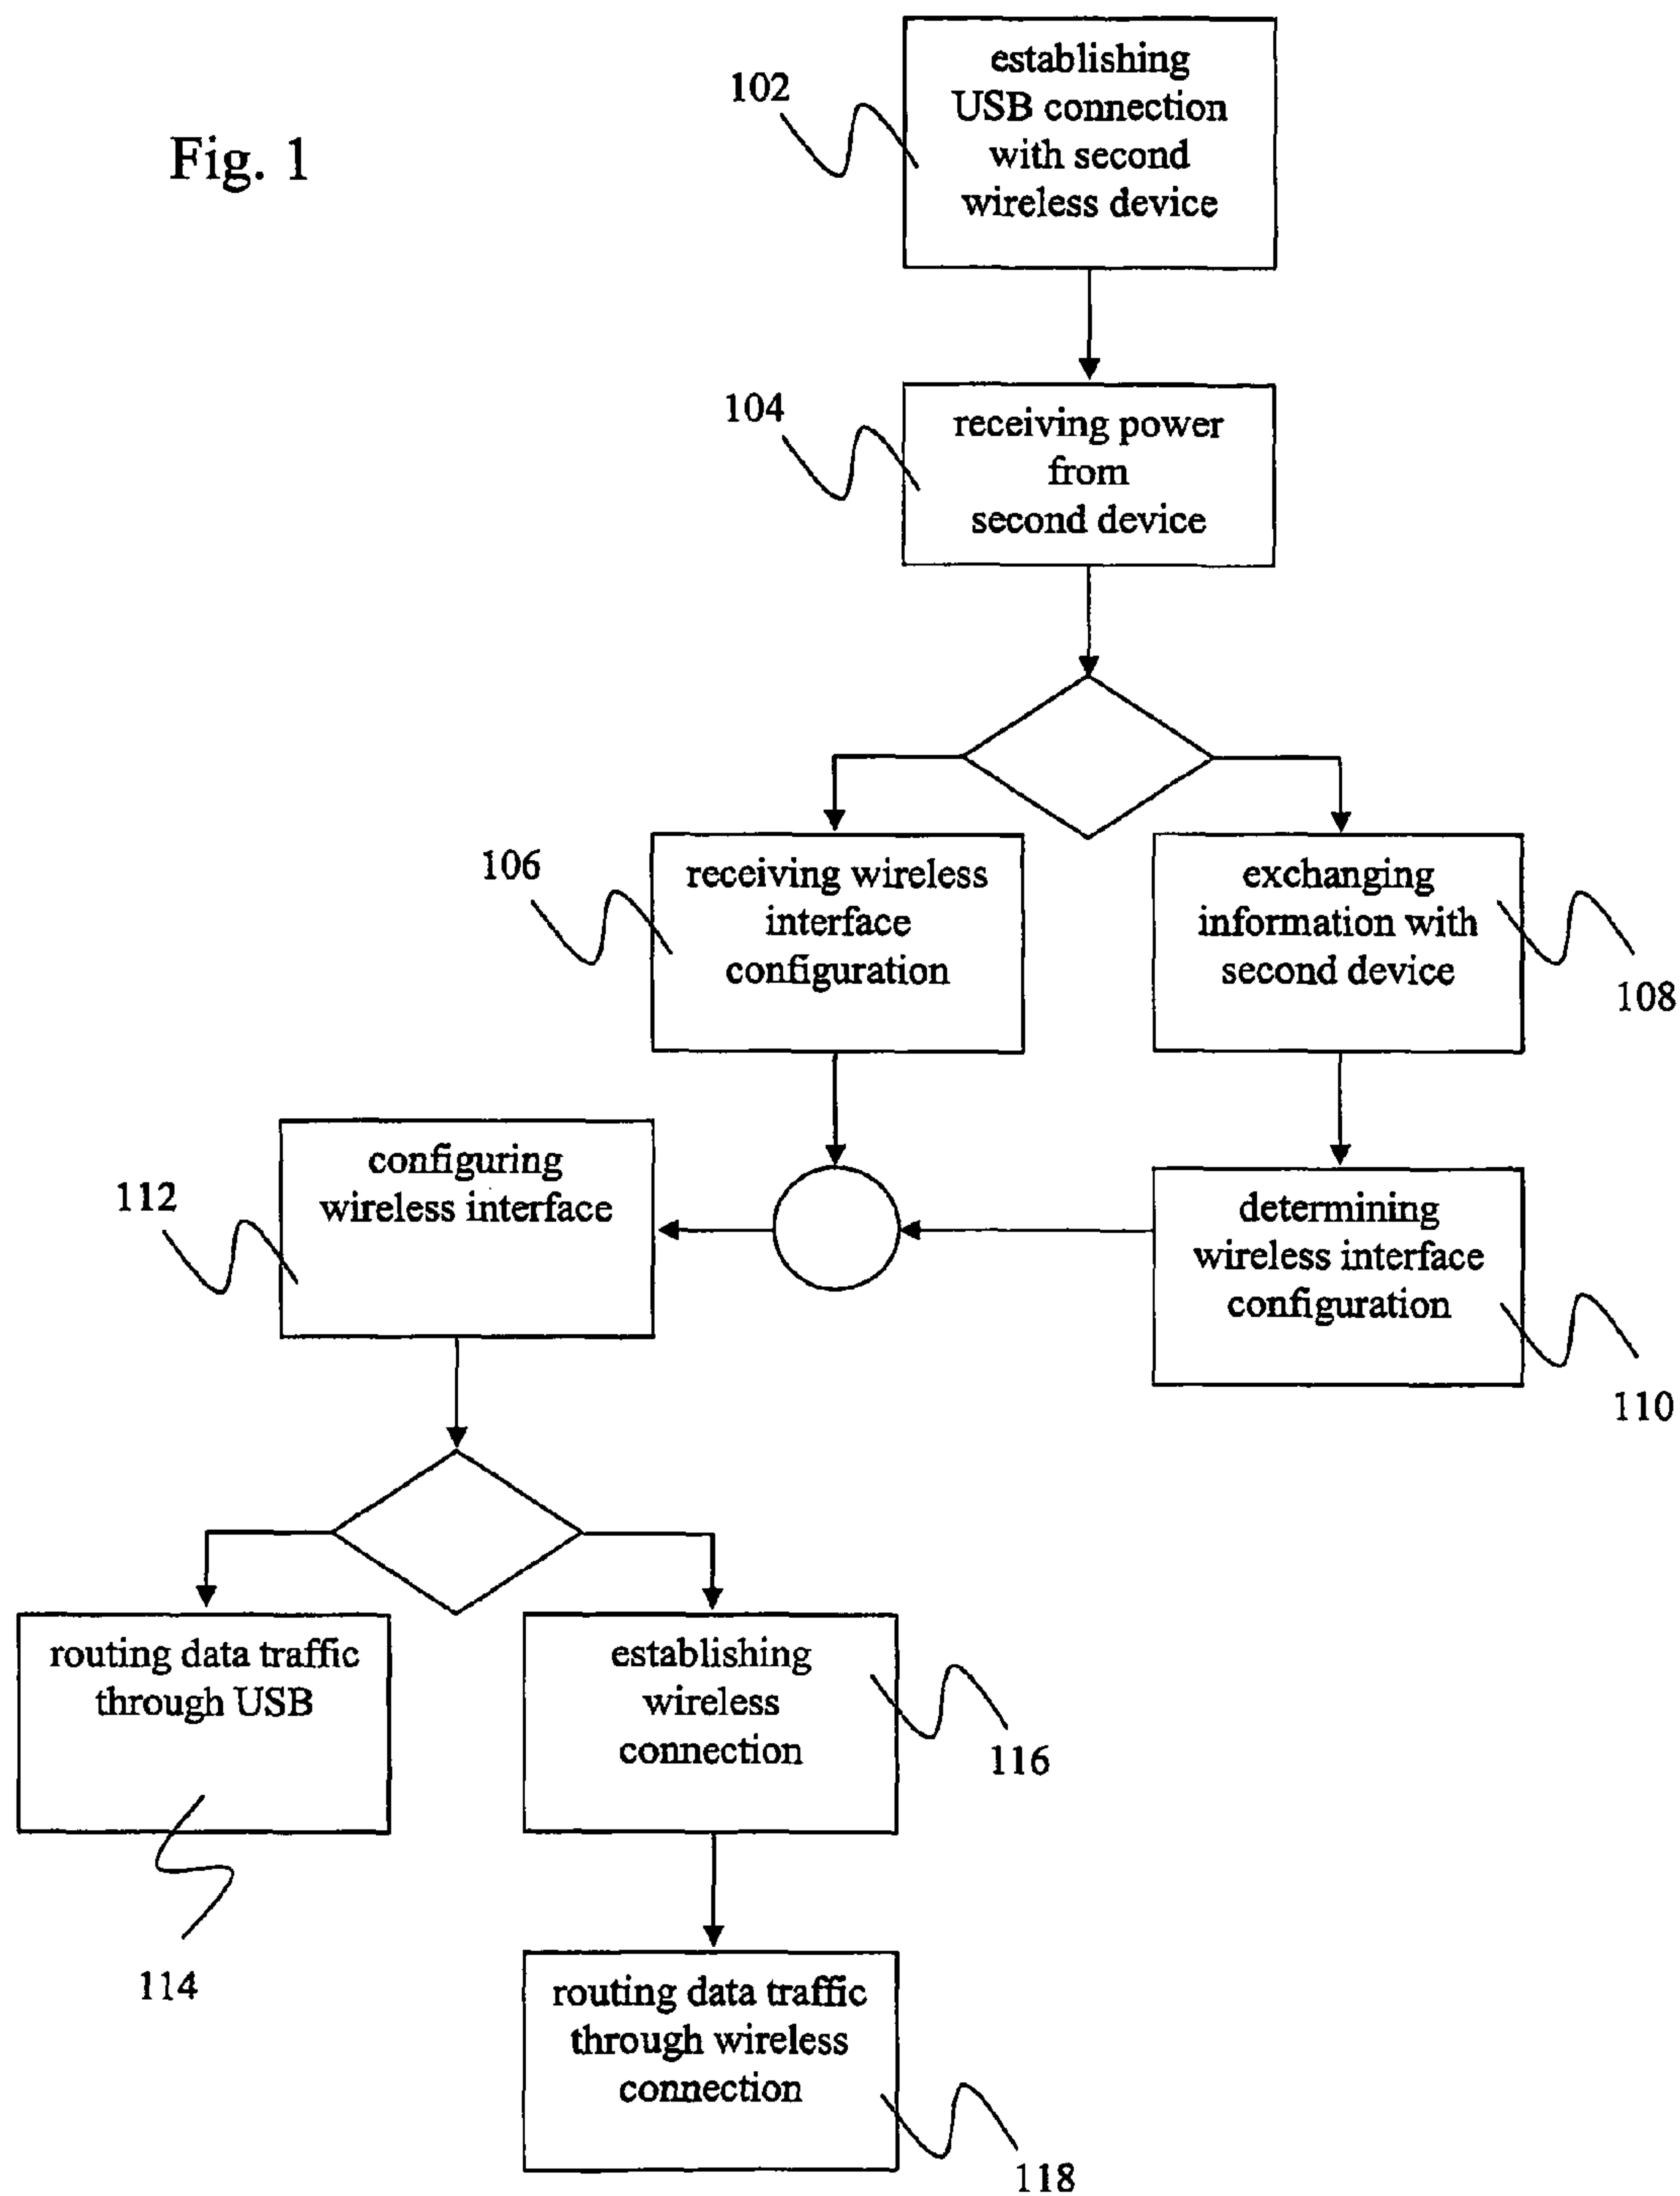 Fig. 1
102
establishing
USB connection
with second
wireless device
104
receiving power
from
second device
106
receiving wireless
interface
configuration
exchanging
information with
second device
108
112
configuring
wireless interface
determining
wireless interface
configuration
110
routing data traffic
through USB
114
establishing
wireless
connection
116
routing data traffic
through wireless
connection
118